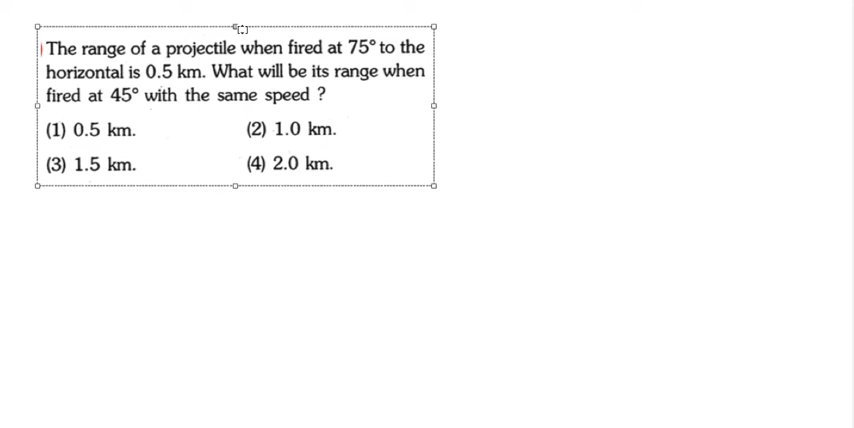 The range of a projectile when fired at 75° to the
horizontal is 0.5 km. What will be its range when
fired at 45° with the same speed ?
(1) 0.5 km. (2) 1.0 km.
(3) 1.5 km. (4) 2.0 km.